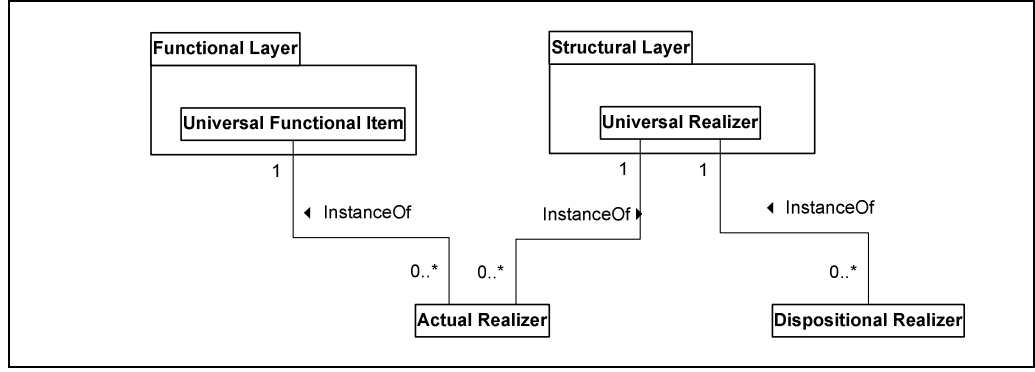 Functional Layer
Structural Layer
Universal Functional Item
Universal Realizer
1
1
1
InstanceOf
InstanceOf
InstanceOf
0..*
0..*
0..*
Actual Realizer
Dispositional Realizer